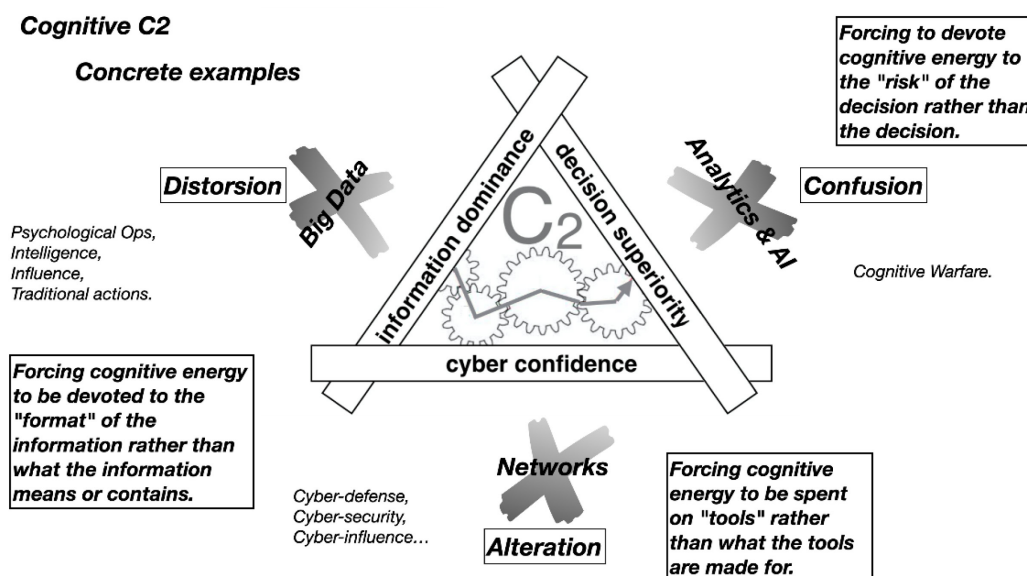 Cognitive C2
Concrete examples
Forcing to devote
cognitive energy to
the "risk" of the
decision rather than
the decision.
Distorsion
Big Data
information dominance
C2
decision superiority
Analytics & AI
Confusion
Psychological Ops,
Intelligence,
Influence,
Traditional actions.
Cognitive Warfare.
cyber confidence
Forcing cognitive energy
to be devoted to the
"format" of the
information rather than
what the information
means or contains.
Networks
Cyber-defense,
Cyber-security,
Cyber-influence…
Alteration
Forcing cognitive
energy to be spent
on "tools" rather
than what the tools
are made for.